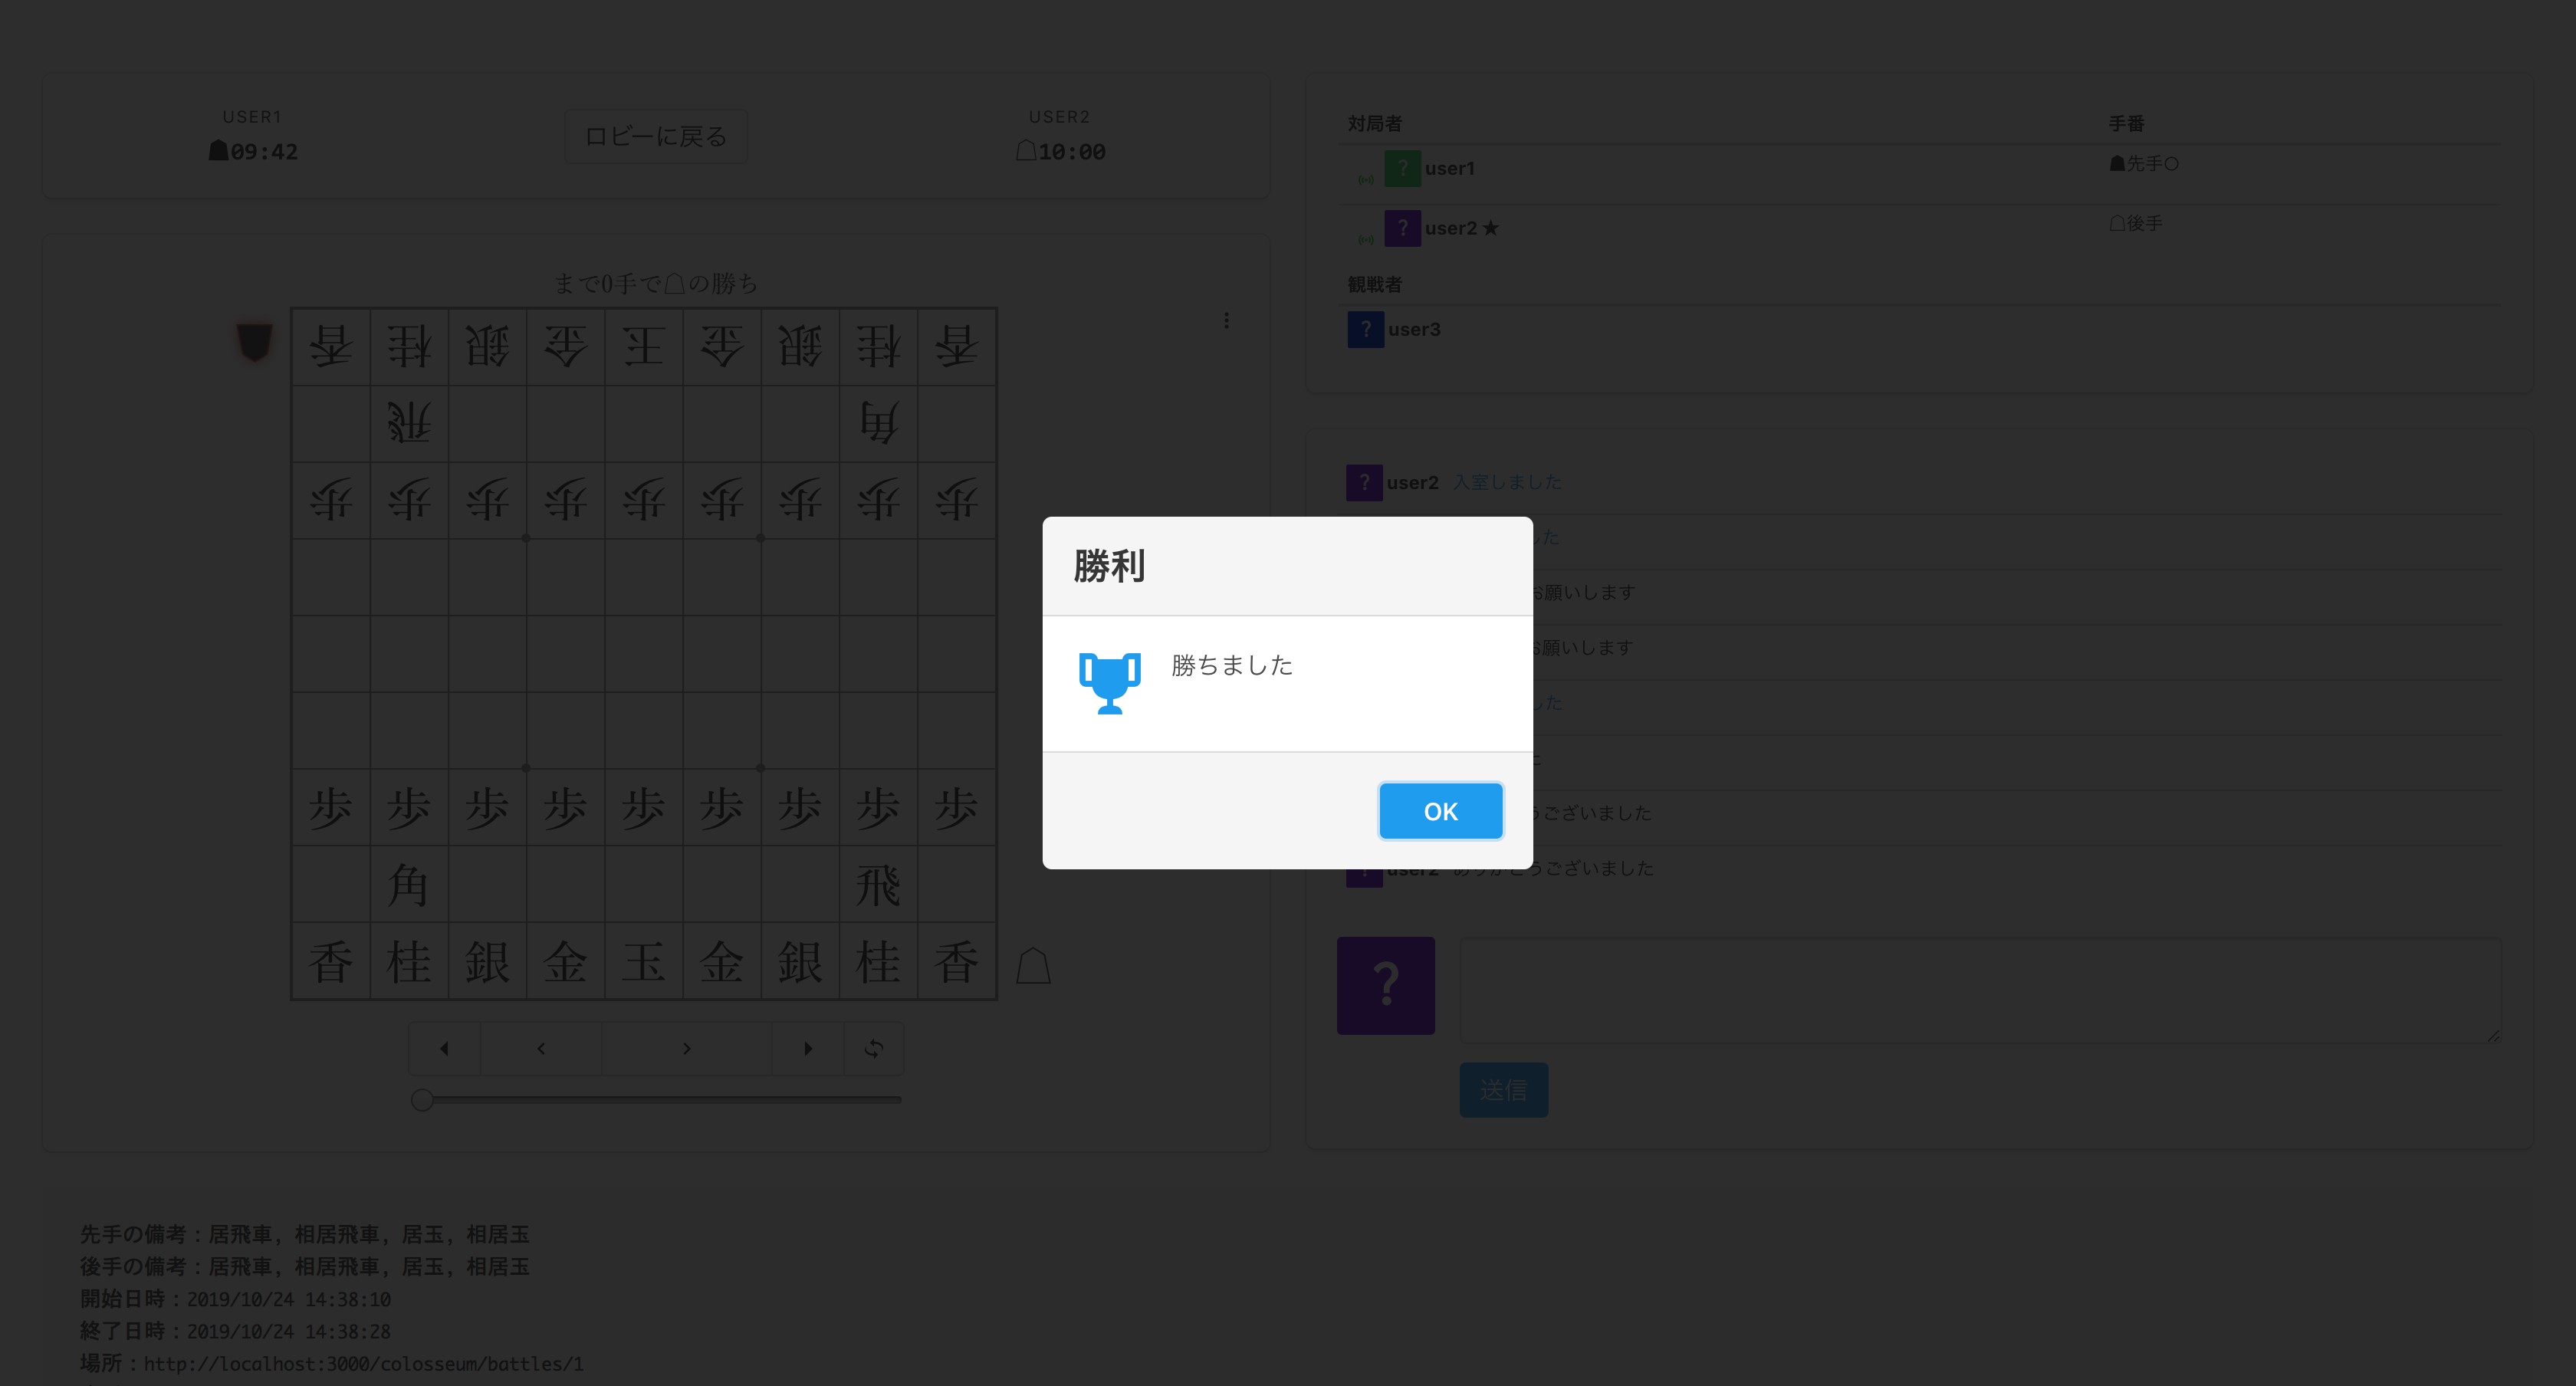 USER1
☗09:42
ロビーに戻る
USER2
☖10:00
まで0手で☖の勝ち
香桂銀金玉金銀桂香
飛 角
歩歩歩歩歩歩歩歩歩
歩歩歩歩歩歩歩歩歩
角 飛
香桂銀金玉金銀桂香
対局者 手番
? user1 ☗先手○
? user2 ★ ☖後手
観戦者
? user3
? user2 入室しました
した
お願いします
お願いします
した
うございました
? user2 ありがとうございました
?
送信
勝利
勝ちました
OK
先手の備考：居飛車, 相居飛車, 居玉, 相居玉
後手の備考：居飛車, 相居飛車, 居玉, 相居玉
開始日時：2019/10/24 14:38:10
終了日時：2019/10/24 14:38:28
場所：http://localhost:3000/colosseum/battles/1